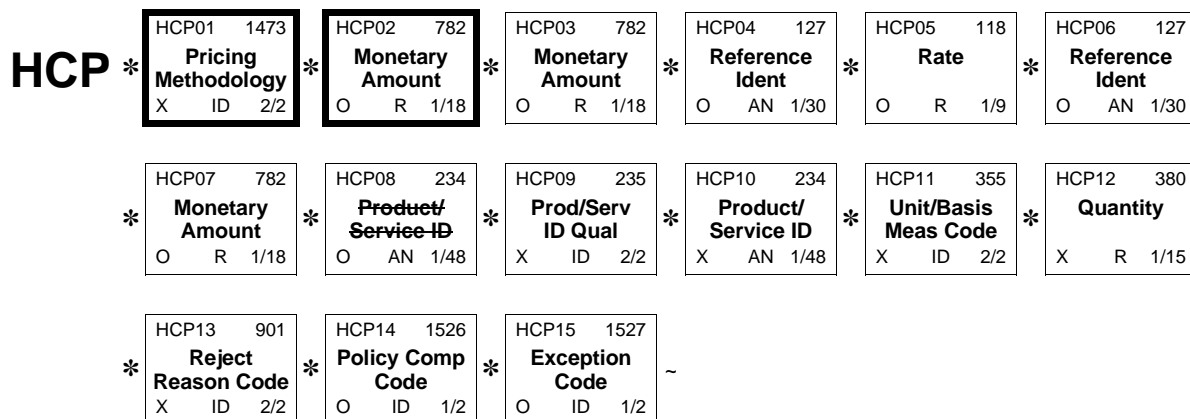 HCP01 1473 HCP02 782 HCP03 782 HCP04 127 HCP05 118 HCP06 127
HCP * Pricing * Monetary * Monetary * Reference * Rate * Reference
Methodology Amount Amount Ident Ident
X ID 2/2 O R 1/18 O R 1/18 O AN 1/30 O R 1/9 O AN 1/30
HCP07 782 HCP08 234 HCP09 235 HCP10 234 HCP11 355 HCP12 380
* Monetary * Product/ * Prod/Serv * Product/ * Unit/Basis * Quantity
Amount Service ID ID Qual Service ID Meas Code
O R 1/18 O AN 1/48 X ID 2/2 X AN 1/48 X ID 2/2 X R 1/15
HCP13 901 HCP14 1526 HCP15 1527
* Reject * Policy Comp * Exception ~
Reason Code Code Code
X ID 2/2 O ID 1/2 O ID 1/2